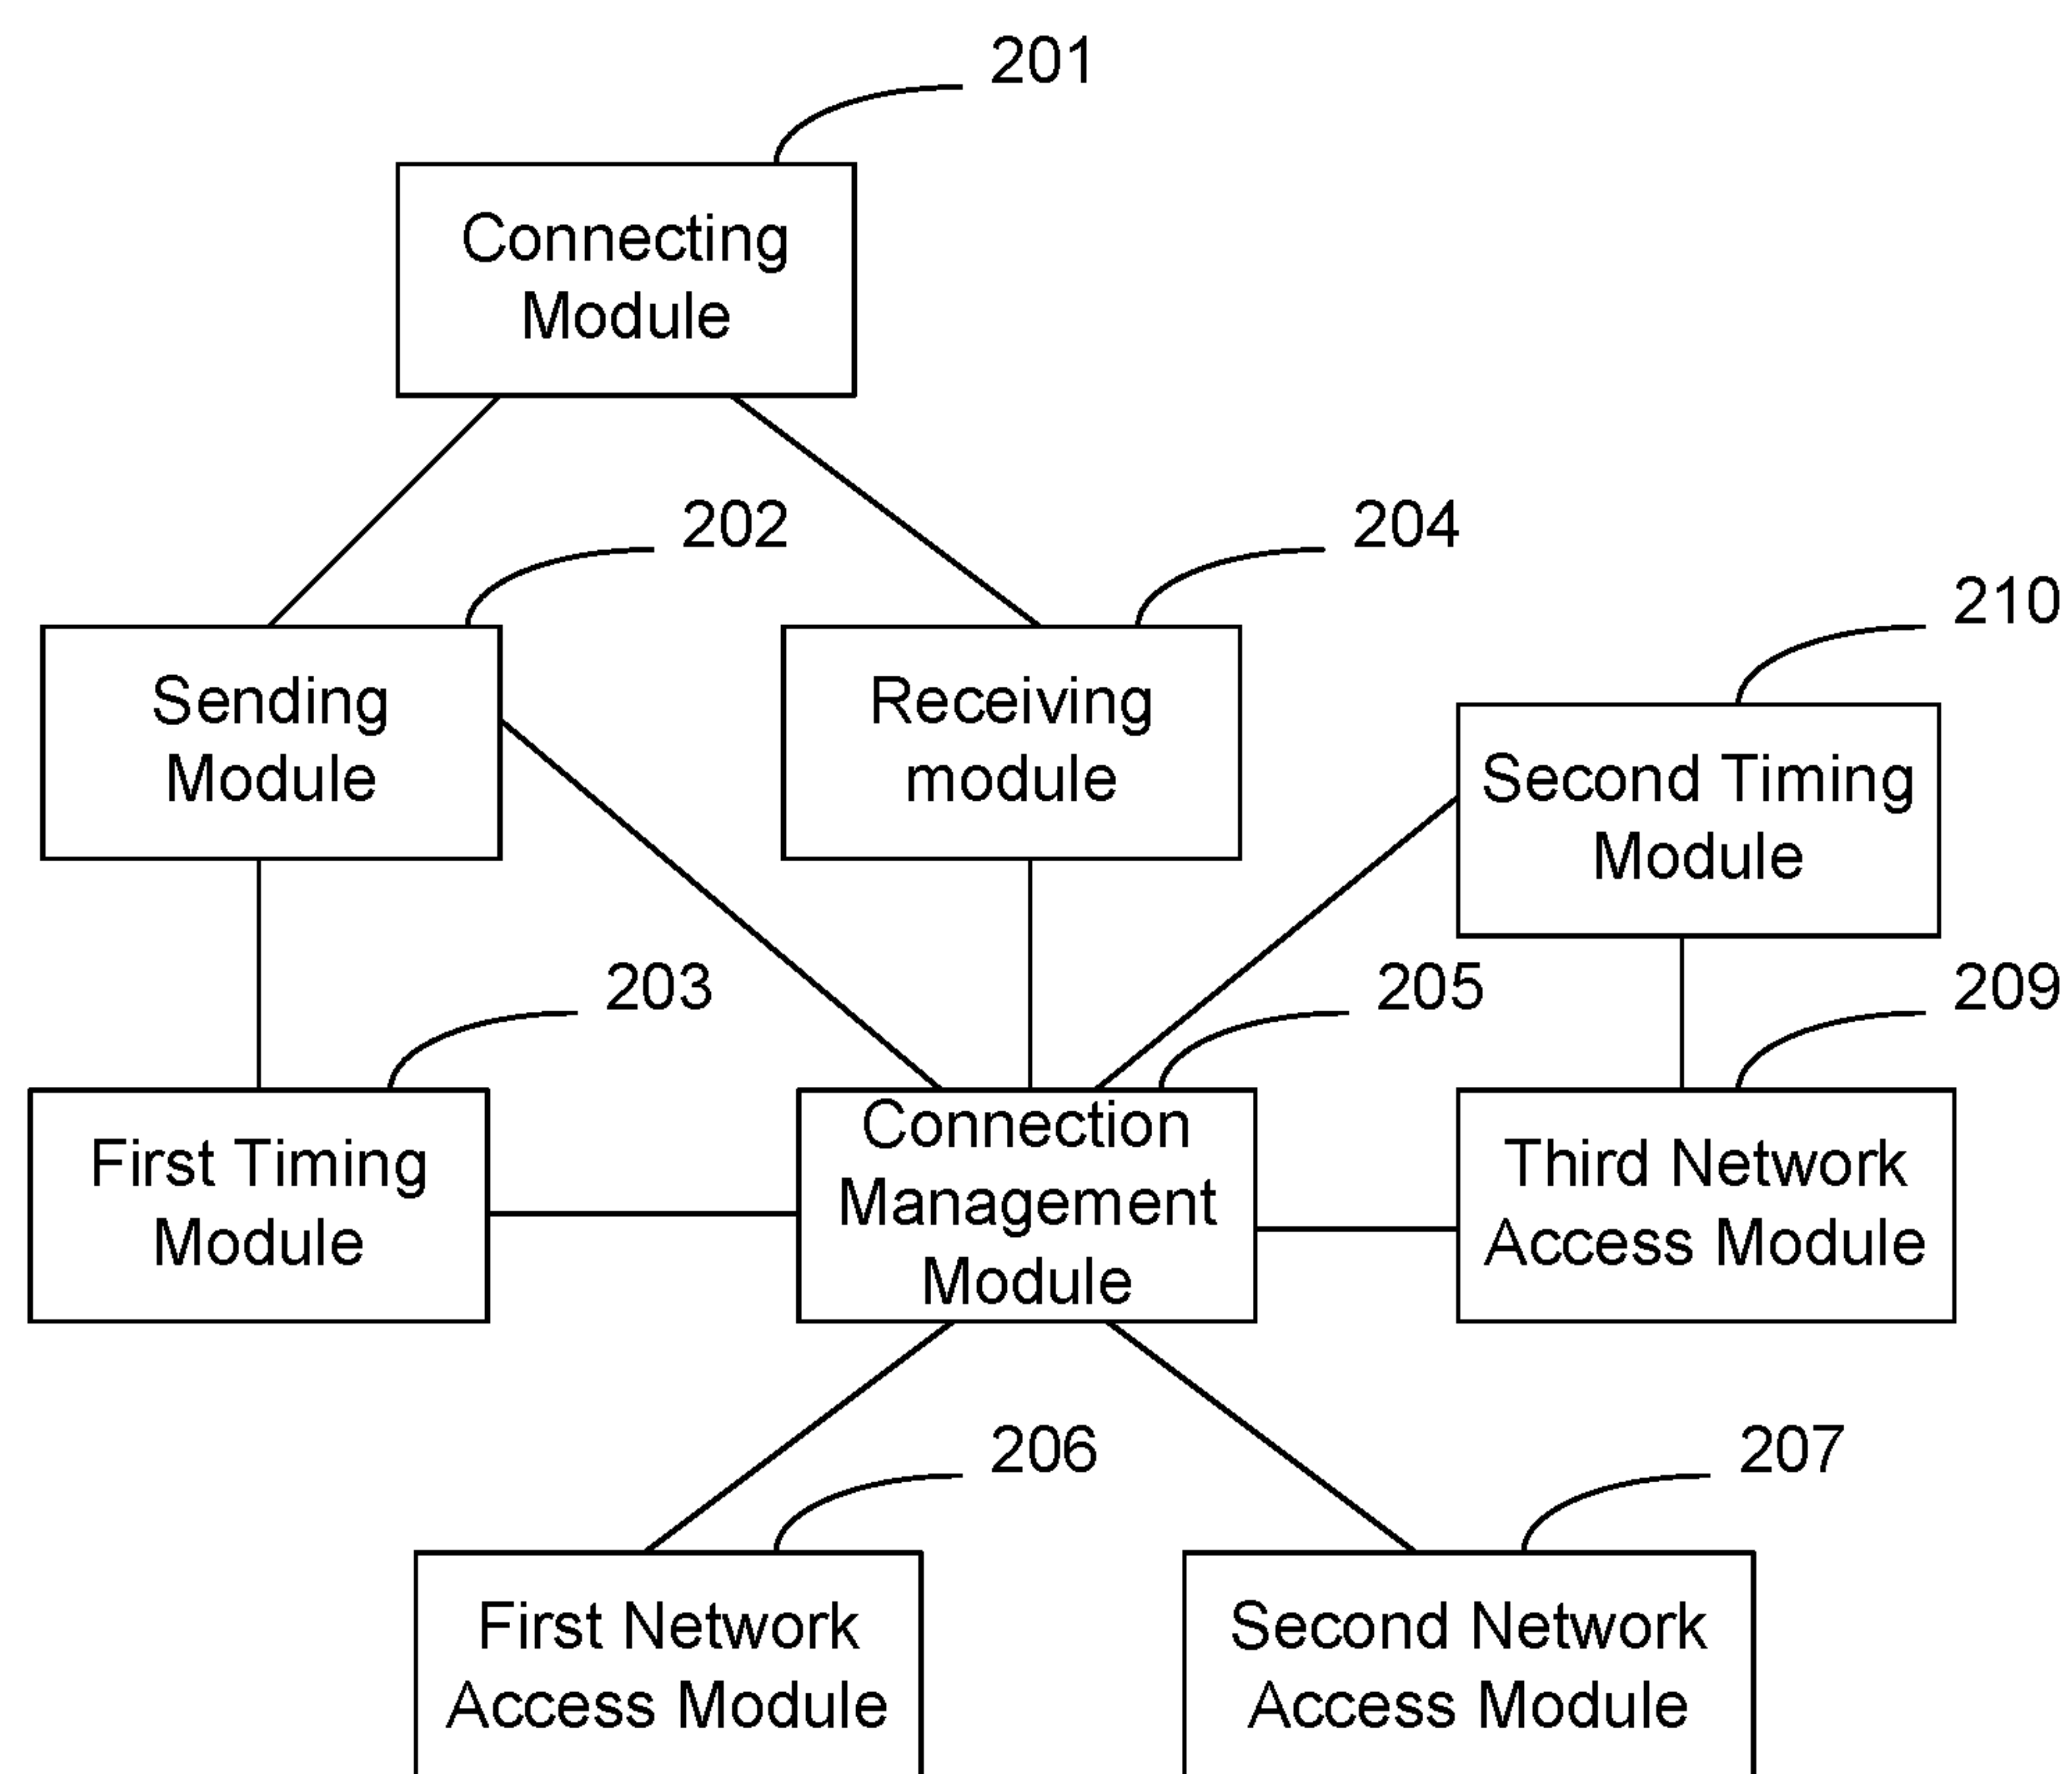 201
Connecting
Module
202
204
210
Sending
Module
Receiving
module
Second Timing
Module
203
205
209
First Timing
Module
Connection
Management
Module
Third Network
Access Module
206
207
First Network
Access Module
Second Network
Access Module